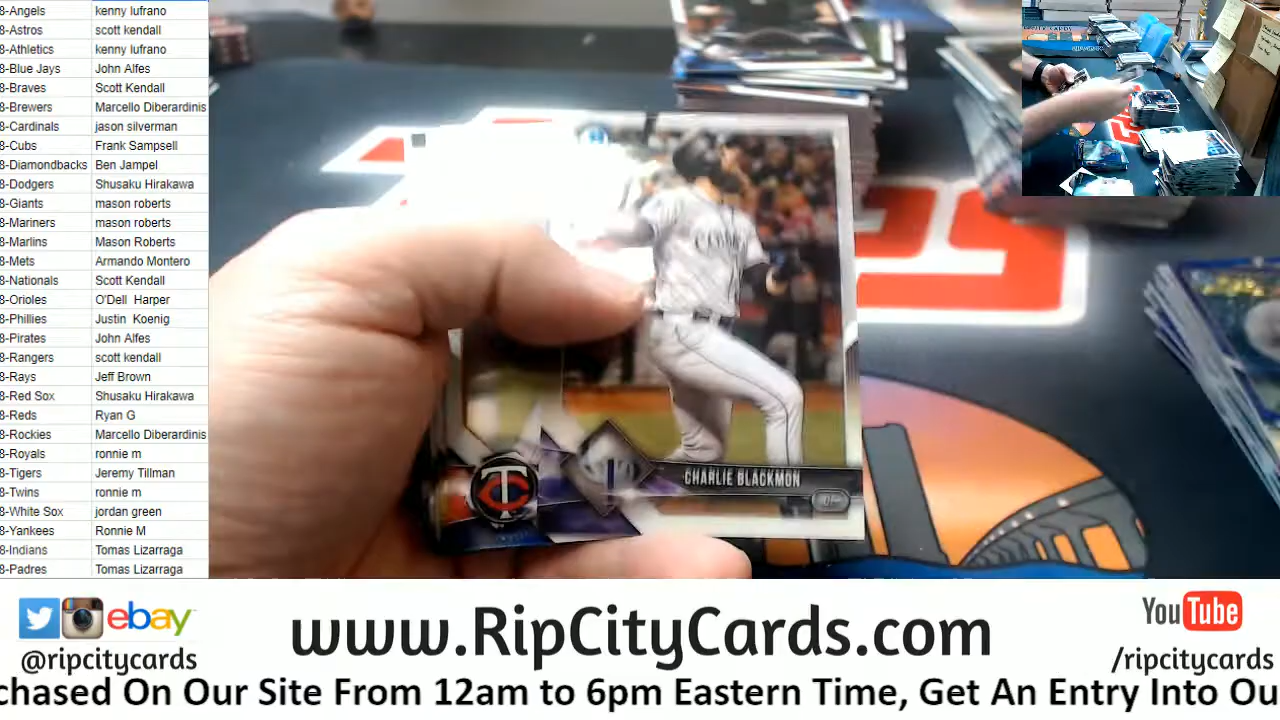 8-Angels kenny lufrano
8-Astros scott kendall
8-Athletics kenny lufrano
8-Blue Jays John Alfes
8-Braves Scott Kendall
8-Brewers Marcello Diberardinis
8-Cardinals jason silverman
8-Cubs Frank Sampsell
8-Diamondbacks Ben Jampel
8-Dodgers Shusaku Hirakawa
8-Giants mason roberts
8-Mariners mason roberts
8-Marlins Mason Roberts
8-Mets Armando Montero
8-Nationals Scott Kendall
8-Orioles O'Dell Harper
8-Phillies Justin Koenig
8-Pirates John Alfes
8-Rangers scott kendall
8-Rays Jeff Brown
8-Red Sox Shusaku Hirakawa
8-Reds Ryan G
8-Rockies Marcello Diberardinis
8-Royals ronnie m
8-Tigers Jeremy Tillman
8-Twins ronnie m
8-White Sox jordan green
8-Yankees Ronnie M
8-Indians Tomas Lizarraga
8-Padres Tomas Lizarraga
CHARLIE BLACKMON
OF
TC
ebay
@ripcitycards
www.RipCityCards.com
YouTube
/ripcitycards
chased On Our Site From 12am to 6pm Eastern Time, Get An Entry Into Ou